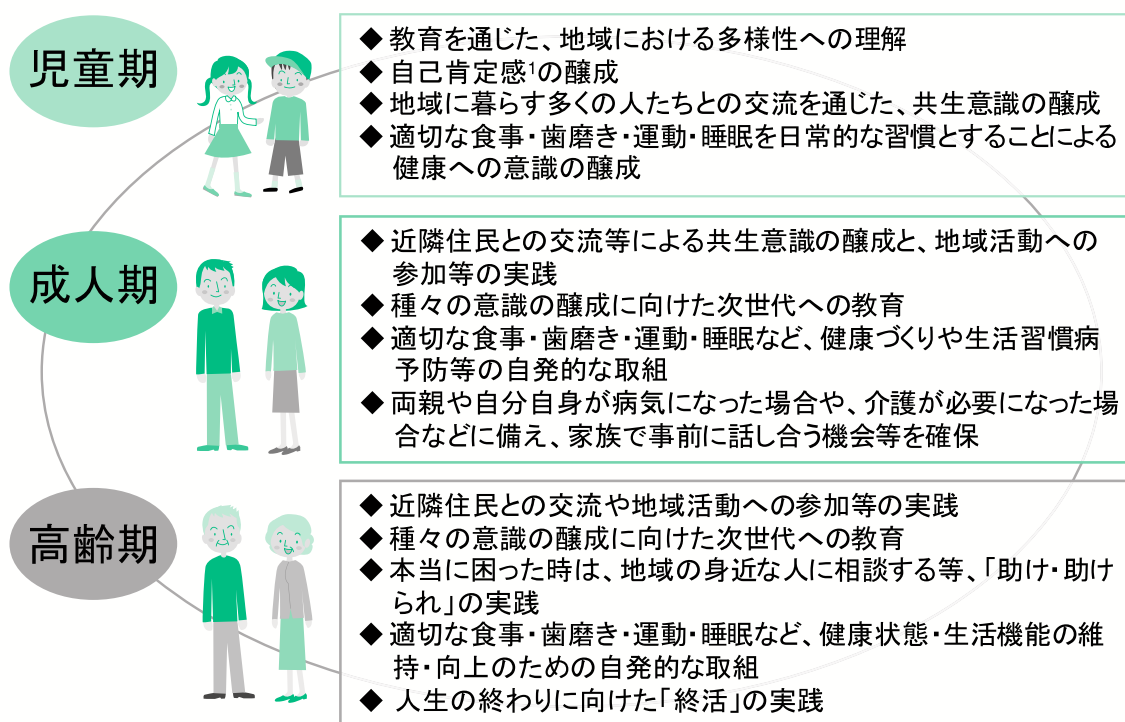 児童期
◆ 教育を通じた、地域における多様性への理解
◆ 自己肯定感¹の醸成
◆ 地域に暮らす多くの人たちとの交流を通じた、共生意識の醸成
◆ 適切な食事・歯磨き・運動・睡眠を日常的な習慣とすることによる
健康への意識の醸成
成人期
◆ 近隣住民との交流等による共生意識の醸成と、地域活動への
参加等の実践
◆ 種々の意識の醸成に向けた次世代への教育
◆ 適切な食事・歯磨き・運動・睡眠など、健康づくりや生活習慣病
予防等の自発的な取組
◆ 両親や自分自身が病気になった場合や、介護が必要になった場
合などに備え、家族で事前に話し合う機会等を確保
高齢期
◆ 近隣住民との交流や地域活動への参加等の実践
◆ 種々の意識の醸成に向けた次世代への教育
◆ 本当に困った時は、地域の身近な人に相談する等、「助け・助け
られ」の実践
◆ 適切な食事・歯磨き・運動・睡眠など、健康状態・生活機能の維
持・向上のための自発的な取組
◆ 人生の終わりに向けた「終活」の実践